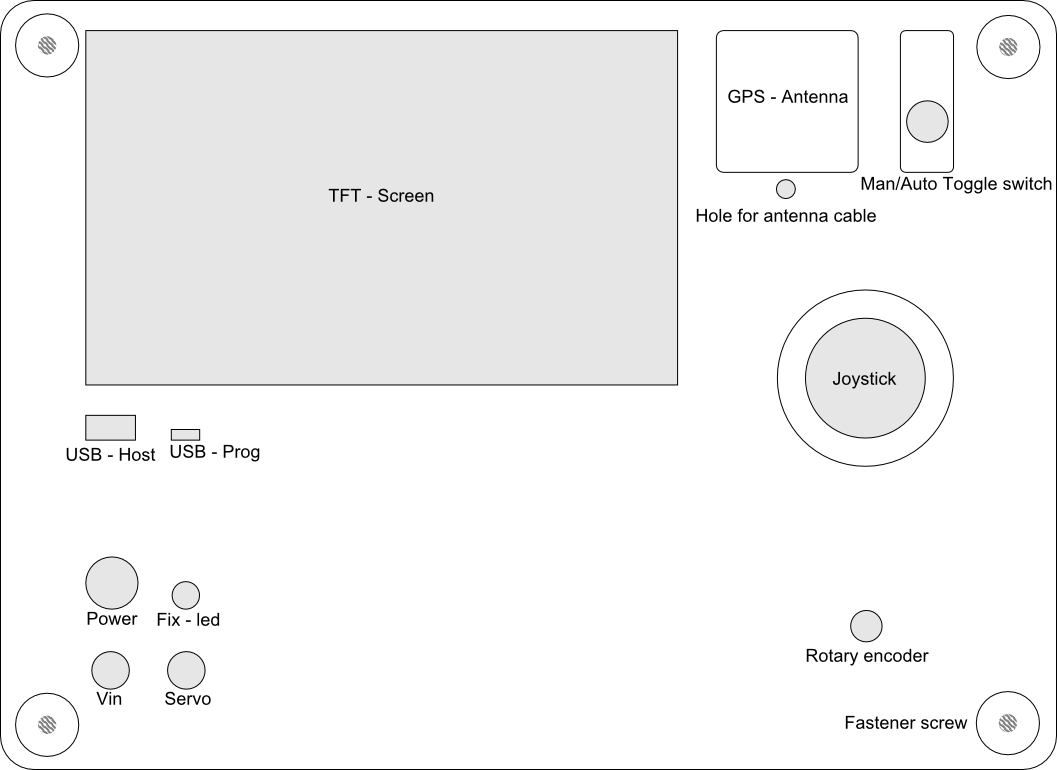 GPS - Antenna
TFT - Screen
Man/Auto Toggle switch
Hole for antenna cable
Joystick
USB - Host
USB - Prog
Power
Fix - led
Rotary encoder
Vin
Servo
Fastener screw